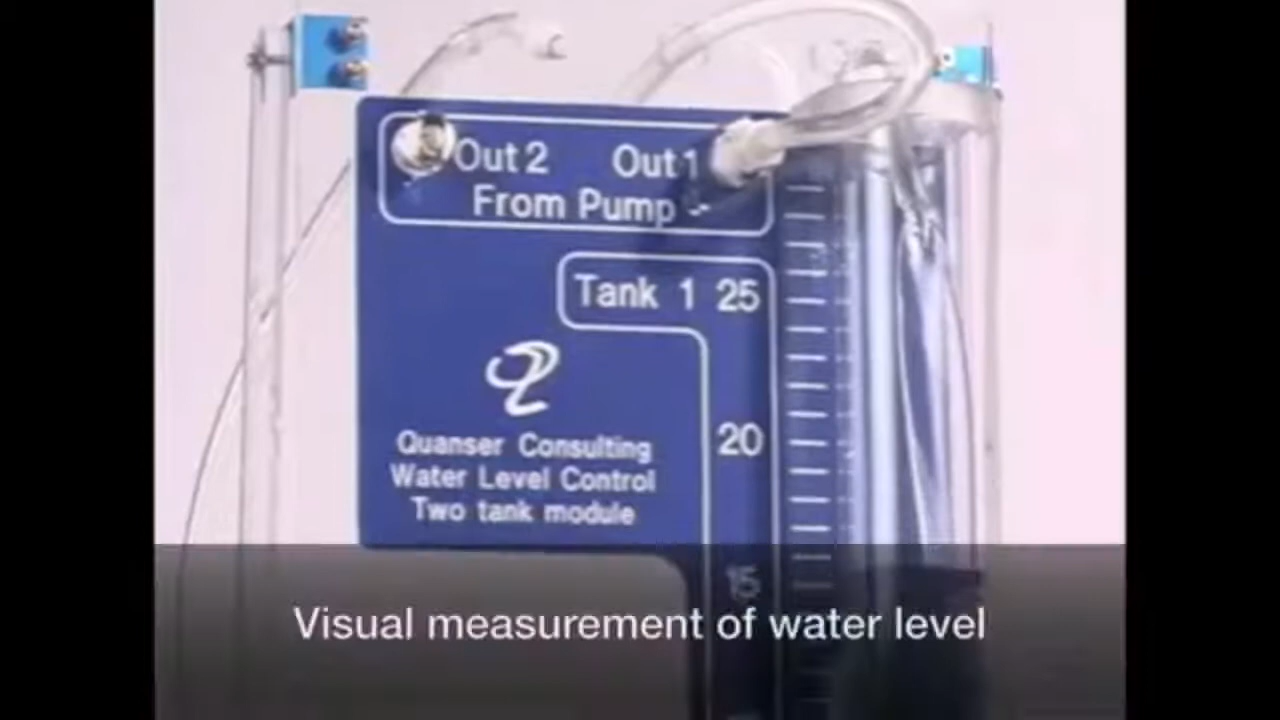 Out 2 Out 1
From Pump
Tank 1 25
20
Quanser Consulting
Water Level Control
Two tank module
15
Visual measurement of water level